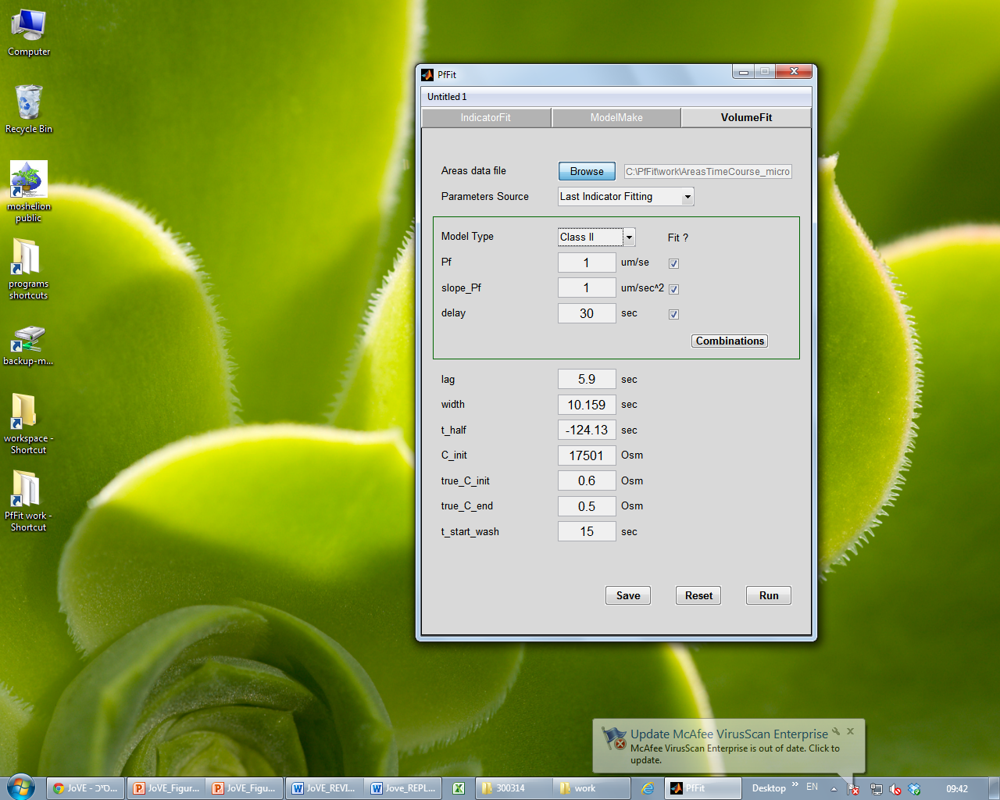 Computer
Recycle Bin
moshelion
public
programs
shortcuts
backup-m...
workspace -
Shortcut
PfFit work -
Shortcut
PfFit
Untitled 1
IndicatorFit
ModelMake
VolumeFit
Areas data file
Browse
C:\PfFit\work\AreasTimeCourse_micro
Parameters Source
Last Indicator Fitting
Model Type
Class II
Fit ?
Pf
1
um/se
slope_Pf
1
um/sec^2
delay
30
sec
Combinations
lag
5.9
sec
width
10.159
sec
t_half
-124.13
sec
C_init
17501
Osm
true_C_init
0.6
Osm
true_C_end
0.5
Osm
t_start_wash
15
sec
Save
Reset
Run
Update McAfee VirusScan Enterprise
McAfee VirusScan Enterprise is out of date. Click to
update.
JoVE_Figur...
JoVE_Figu...
JoVE_REVI...
Jove_REPL...
300314
work
PfFit
Desktop
EN
09:42